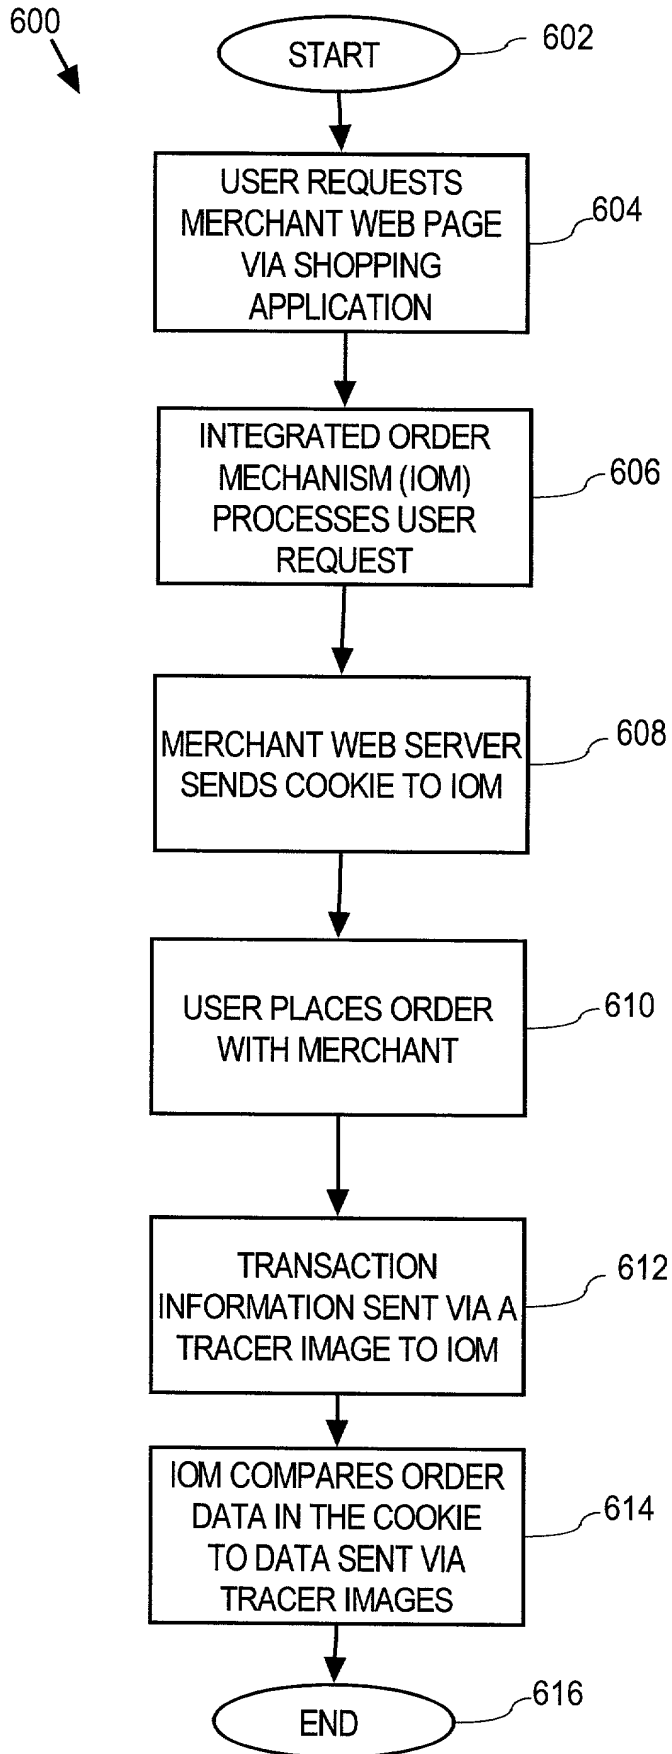 600
START
602
USER REQUESTS
MERCHANT WEB PAGE
VIA SHOPPING
APPLICATION
604
INTEGRATED ORDER
MECHANISM (IOM)
PROCESSES USER
REQUEST
606
MERCHANT WEB SERVER
SENDS COOKIE TO IOM
608
USER PLACES ORDER
WITH MERCHANT
610
TRANSACTION
INFORMATION SENT VIA A
TRACER IMAGE TO IOM
612
IOM COMPARES ORDER
DATA IN THE COOKIE
TO DATA SENT VIA
TRACER IMAGES
614
END
616